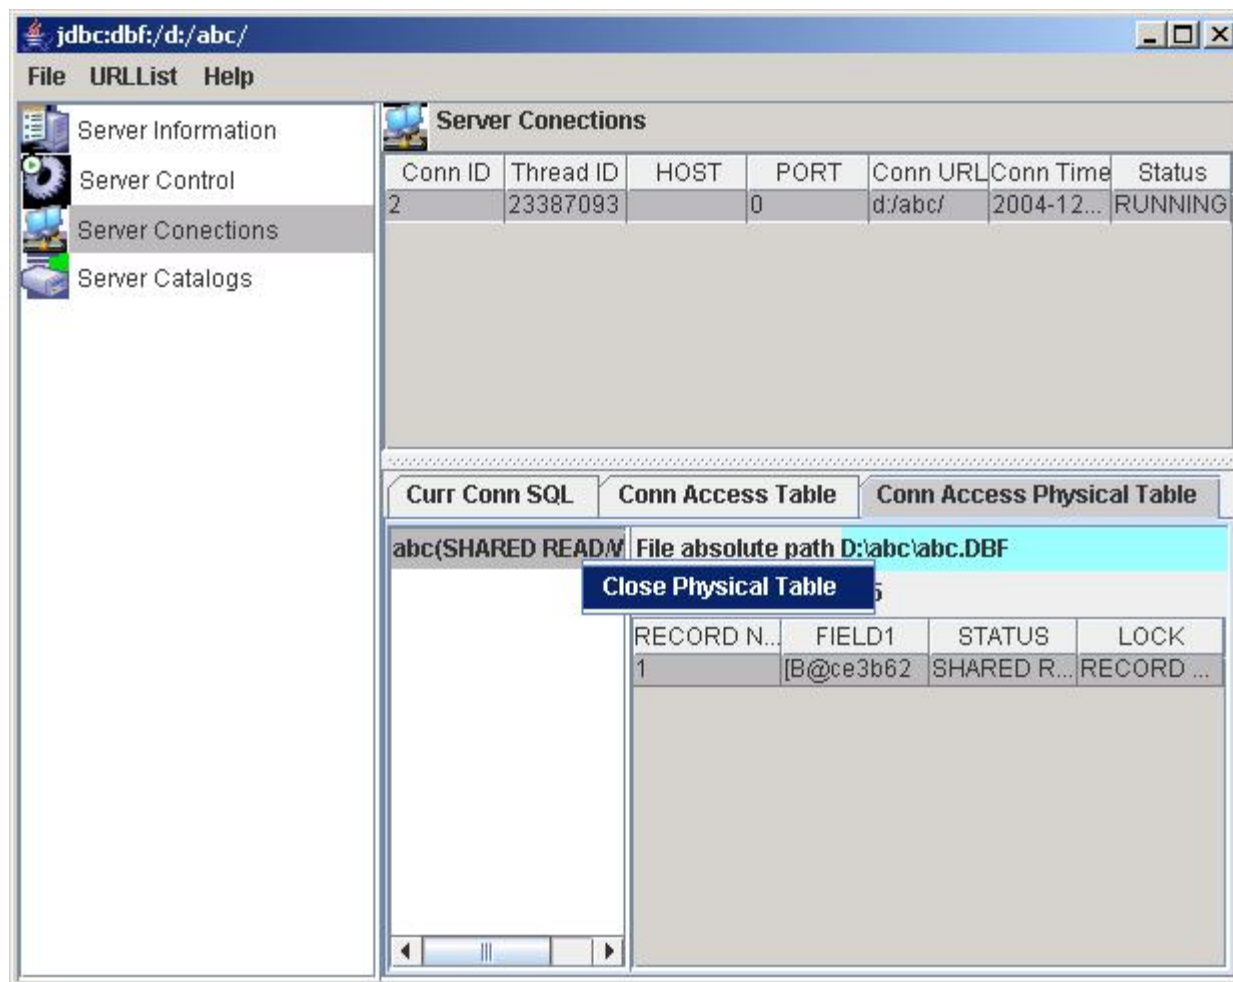 jdbc:dbf:/d:/abc/
File URLList Help
Server Information
Server Control
Server Conections
Server Catalogs
Server Conections
Conn ID Thread ID HOST PORT Conn URL Conn Time Status
2 23387093 0 d:/abc/ 2004-12... RUNNING
Curr Conn SQL Conn Access Table Conn Access Physical Table
abc(SHARED READ/ File absolute path D:\abc\abc.DBF
Close Physical Table
RECORD N... FIELD1 STATUS LOCK
1 [B@ce3b62 SHARED R... RECORD ...